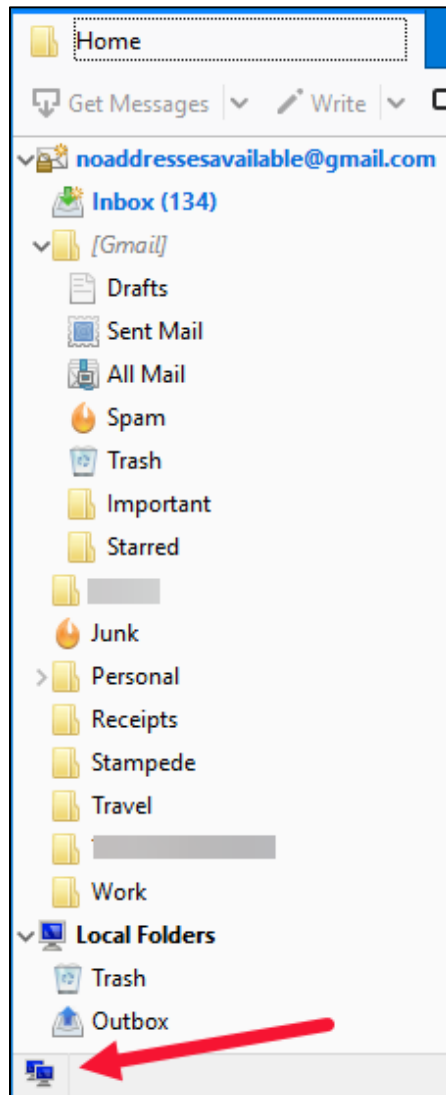 Home
Get Messages Write
noaddressesavailable@gmail.com
Inbox (134)
[Gmail]
Drafts
Sent Mail
All Mail
Spam
Trash
Important
Starred
Junk
Personal
Receipts
Stampede
Travel
Work
Local Folders
Trash
Outbox